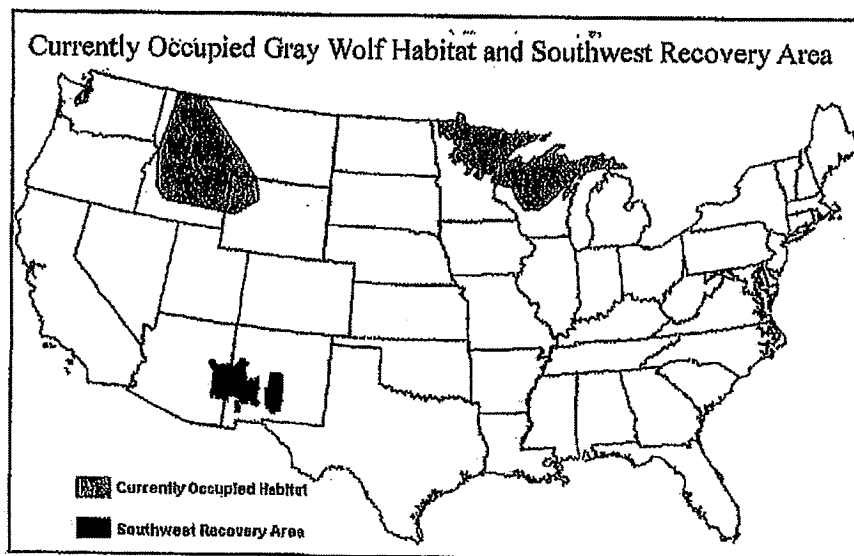 Currently Occupied Gray Wolf Habitat and Southwest Recovery Area
Currently Occupied Habitat
Southwest Recovery Area